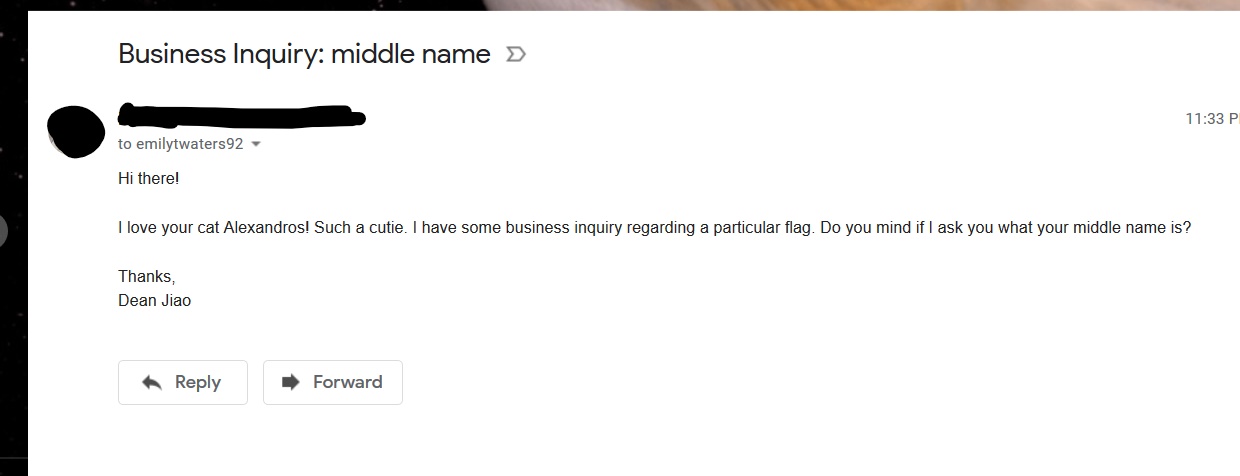 Business Inquiry: middle name
11:33 P
to emilytwaters92
Hi there!
I love your cat Alexandros! Such a cutie. I have some business inquiry regarding a particular flag. Do you mind if I ask you what your middle name is?
Thanks,
Dean Jiao
Reply
Forward